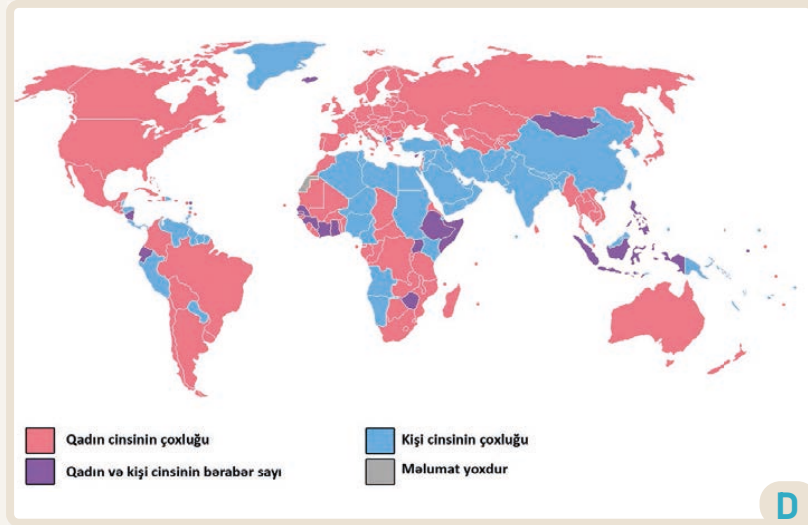 Qadın cinsinin çoxluğu
Qadın və kişi cinsinin bərabər sayı
Kişi cinsinin çoxluğu
Məlumat yoxdur
D